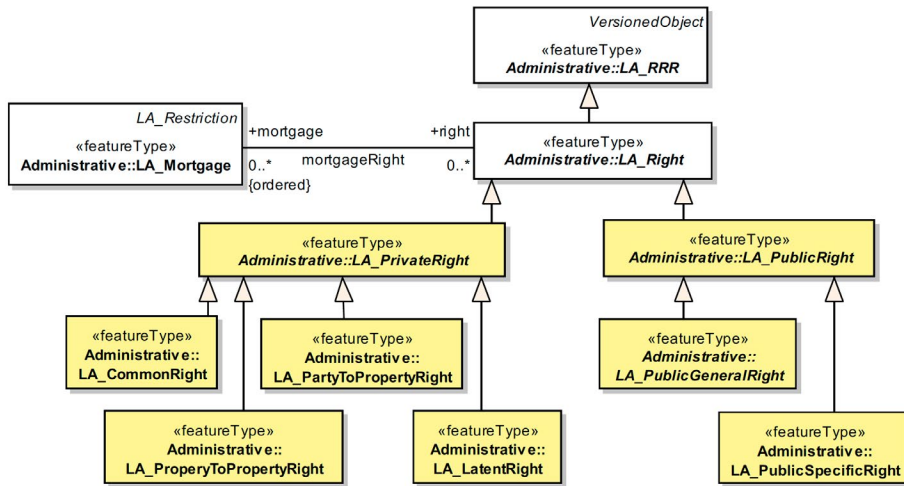 VersionedObject
«featureType»
Administrative::LA_RRR
LA_Restriction
«featureType»
Administrative::LA_Mortgage
+mortgage
+right
0..*
mortgageRight
0..*
{ordered}
«featureType»
Administrative::LA_Right
«featureType»
Administrative::LA_PrivateRight
«featureType»
Administrative::LA_PublicRight
«featureType»
Administrative::
LA_CommonRight
«featureType»
Administrative::
LA_PartyToPropertyRight
«featureType»
Administrative::
LA_PublicGeneralRight
«featureType»
Administrative::
LA_ProperyToPropertyRight
«featureType»
Administrative::
LA_LatentRight
«featureType»
Administrative::
LA_PublicSpecificRight